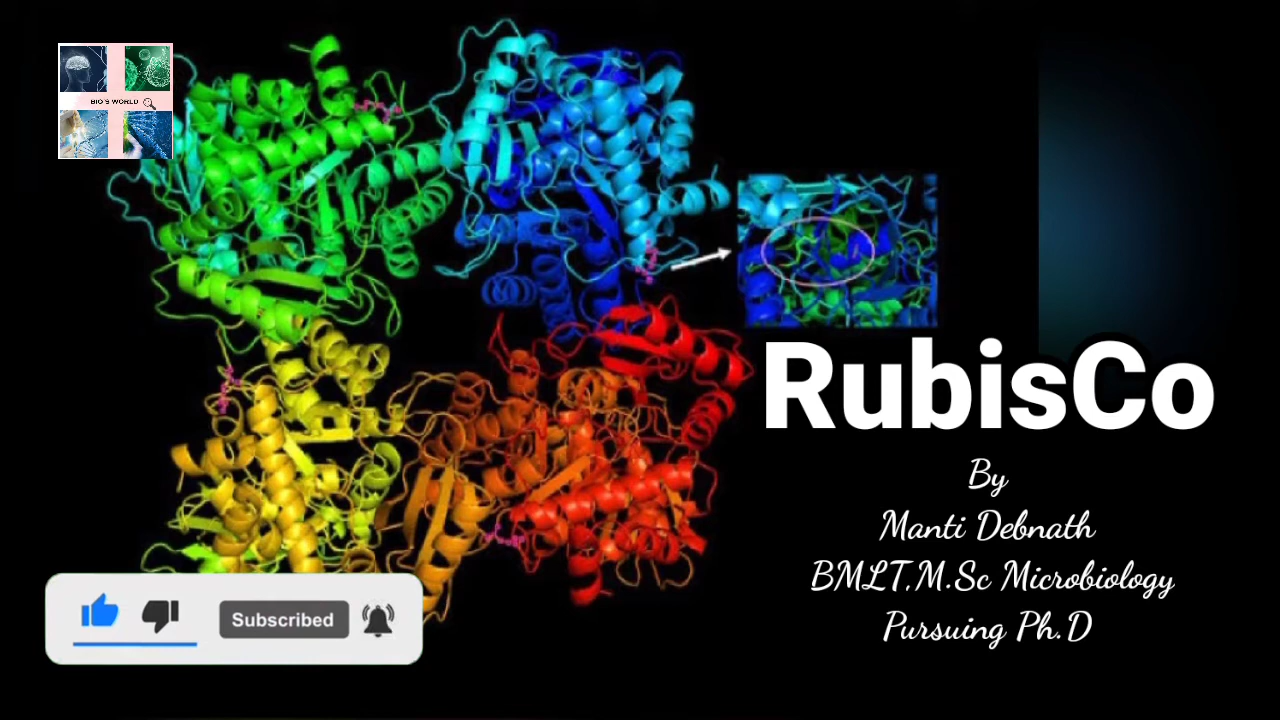 BIO'S WORLD
RubisCo
By
Manti Debnath
BMLT,M.Sc Microbiology
Pursuing Ph.D
Subscribed